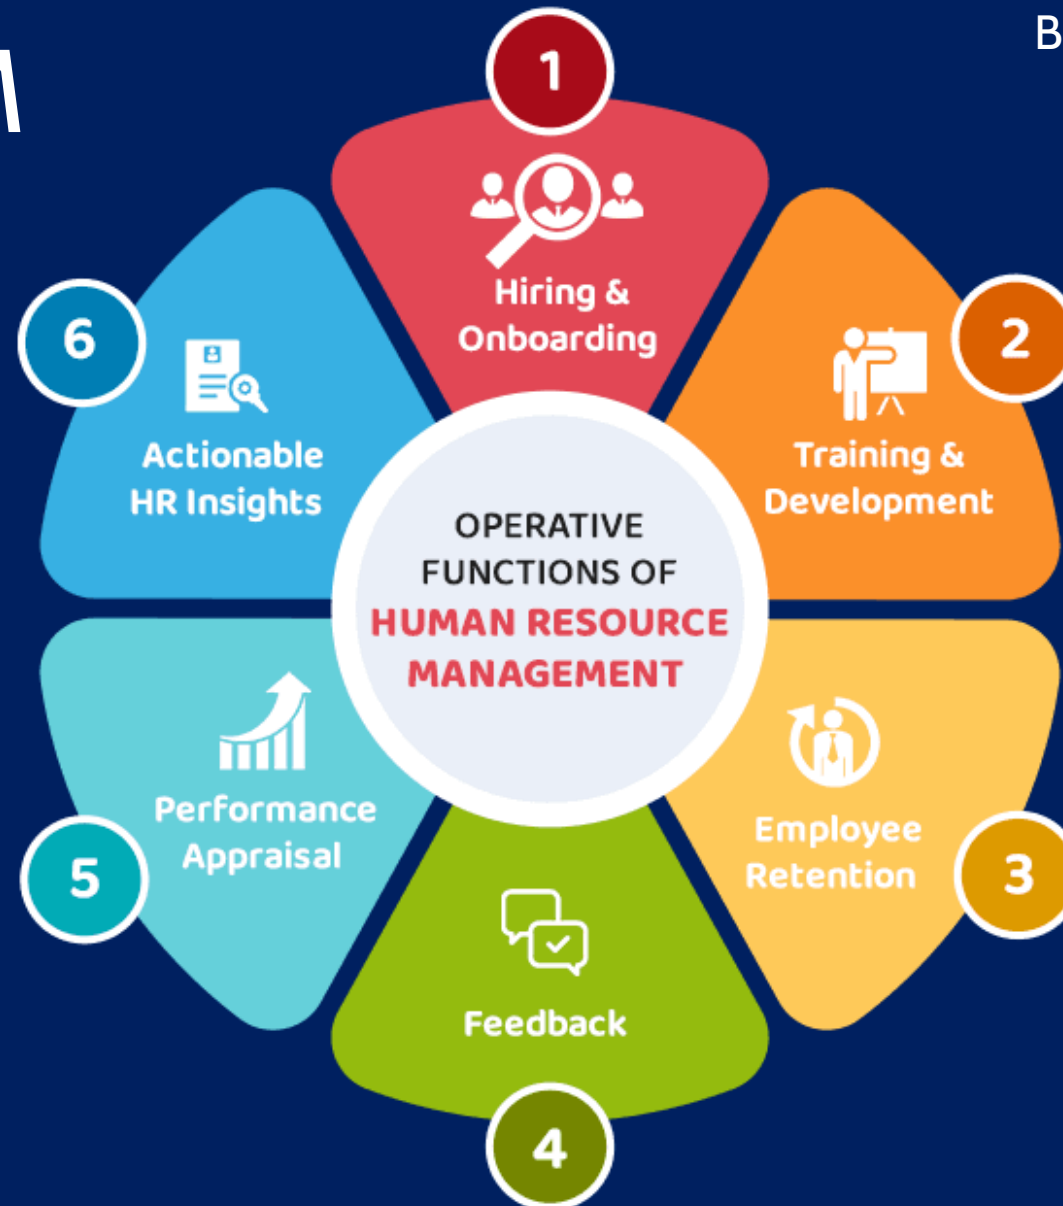 B
1
Hiring &
Onboarding
2
Training &
Development
3
Employee
Retention
4
Feedback
5
Performance
Appraisal
6
Actionable
HR Insights
OPERATIVE
FUNCTIONS OF
HUMAN RESOURCE
MANAGEMENT